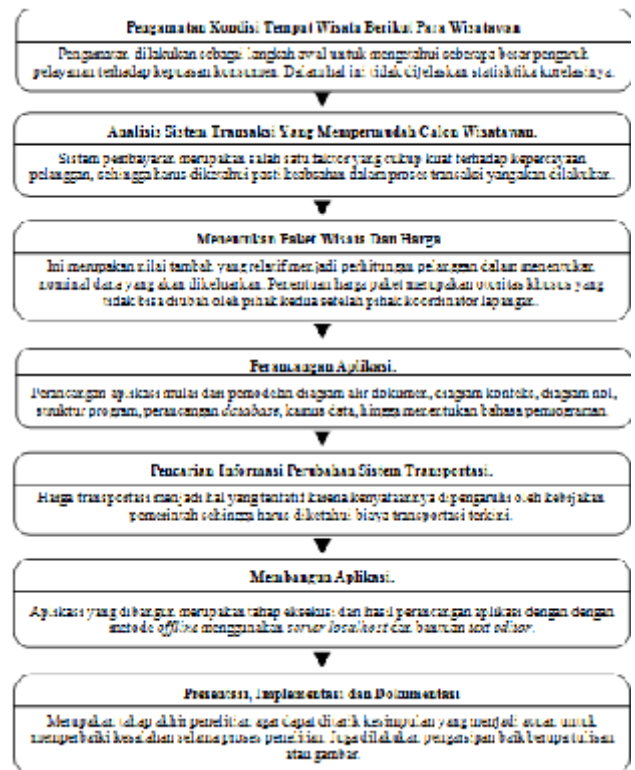 Pengamatan Kondisi Tempat Wisata Berikut Para Wisatawan
Pengamatan dilakukan sebagai langkah awal untuk mengetahui seberapa besar pengaruh
pelayanan terhadap kepuasan konsumen. Dalam hal ini tidak dijelaskan statisktika korelasinya.
Analisis Sistem Transaksi Yang Mempermudah Calon Wisatawan.
Sistem pembayaran merupakan salah satu faktor yang cukup kuat terhadap kepercayaan
pelanggan, sehingga harus diketahui pasti keabsahan dalam proses transaksi yang akan dilakukan.
Menentukan Paket Wisata Dan Harga
Ini merupakan nilai tambah yang relatif menjadi perhitungan pelanggan dalam menentukan
nominal dana yang akan dikeluarkan. Penentuan harga paket merupakan otoritas khusus yang
tidak bisa diubah oleh pihak kedua setelah pihak koordinator lapangan.
Perancangan Aplikasi.
Perancangan aplikasi mulai dari pemodelan diagram alir dokumen, diagram konteks, diagram nol,
struktur program, perancangan database, kamus data, hingga menentukan bahasa pemrograman.
Pencarian Informasi Perubahan Sistem Transportasi.
Harga transportasi menjadi hal yang tentatif karena kenyataannya dipengaruhi oleh kebijakan
pemerintah sehingga harus diketahui biaya transportasi terkini.
Membangun Aplikasi.
Aplikasi yang dibangun merupakan tahap eksekusi dari hasil perancangan aplikasi dengan dengan
metode offline menggunakan server localhost dan bantuan text editor.
Presentasi, Implementasi dan Dokumentasi
Merupakan tahap akhir penelitian agar dapat ditarik kesimpulan yang menjadi acuan untuk
memperbaiki kesalahan selama proses penelitian. Juga dilakukan pengarsipan baik berupa tulisan
atau gambar.